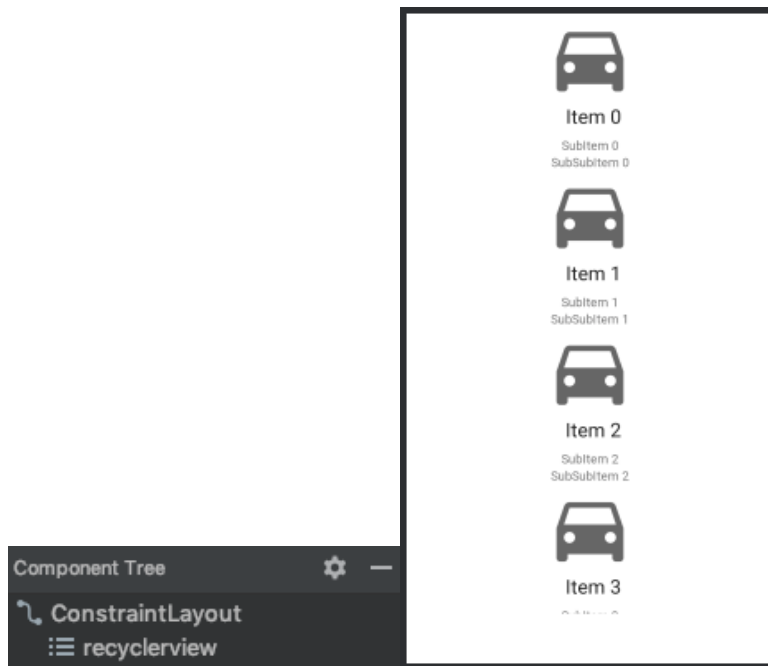 Item 0
SubItem 0
SubSubItem 0
Item 1
SubItem 1
SubSubItem 1
Item 2
SubItem 2
SubSubItem 2
Item 3
Component Tree
ConstraintLayout
recyclerview